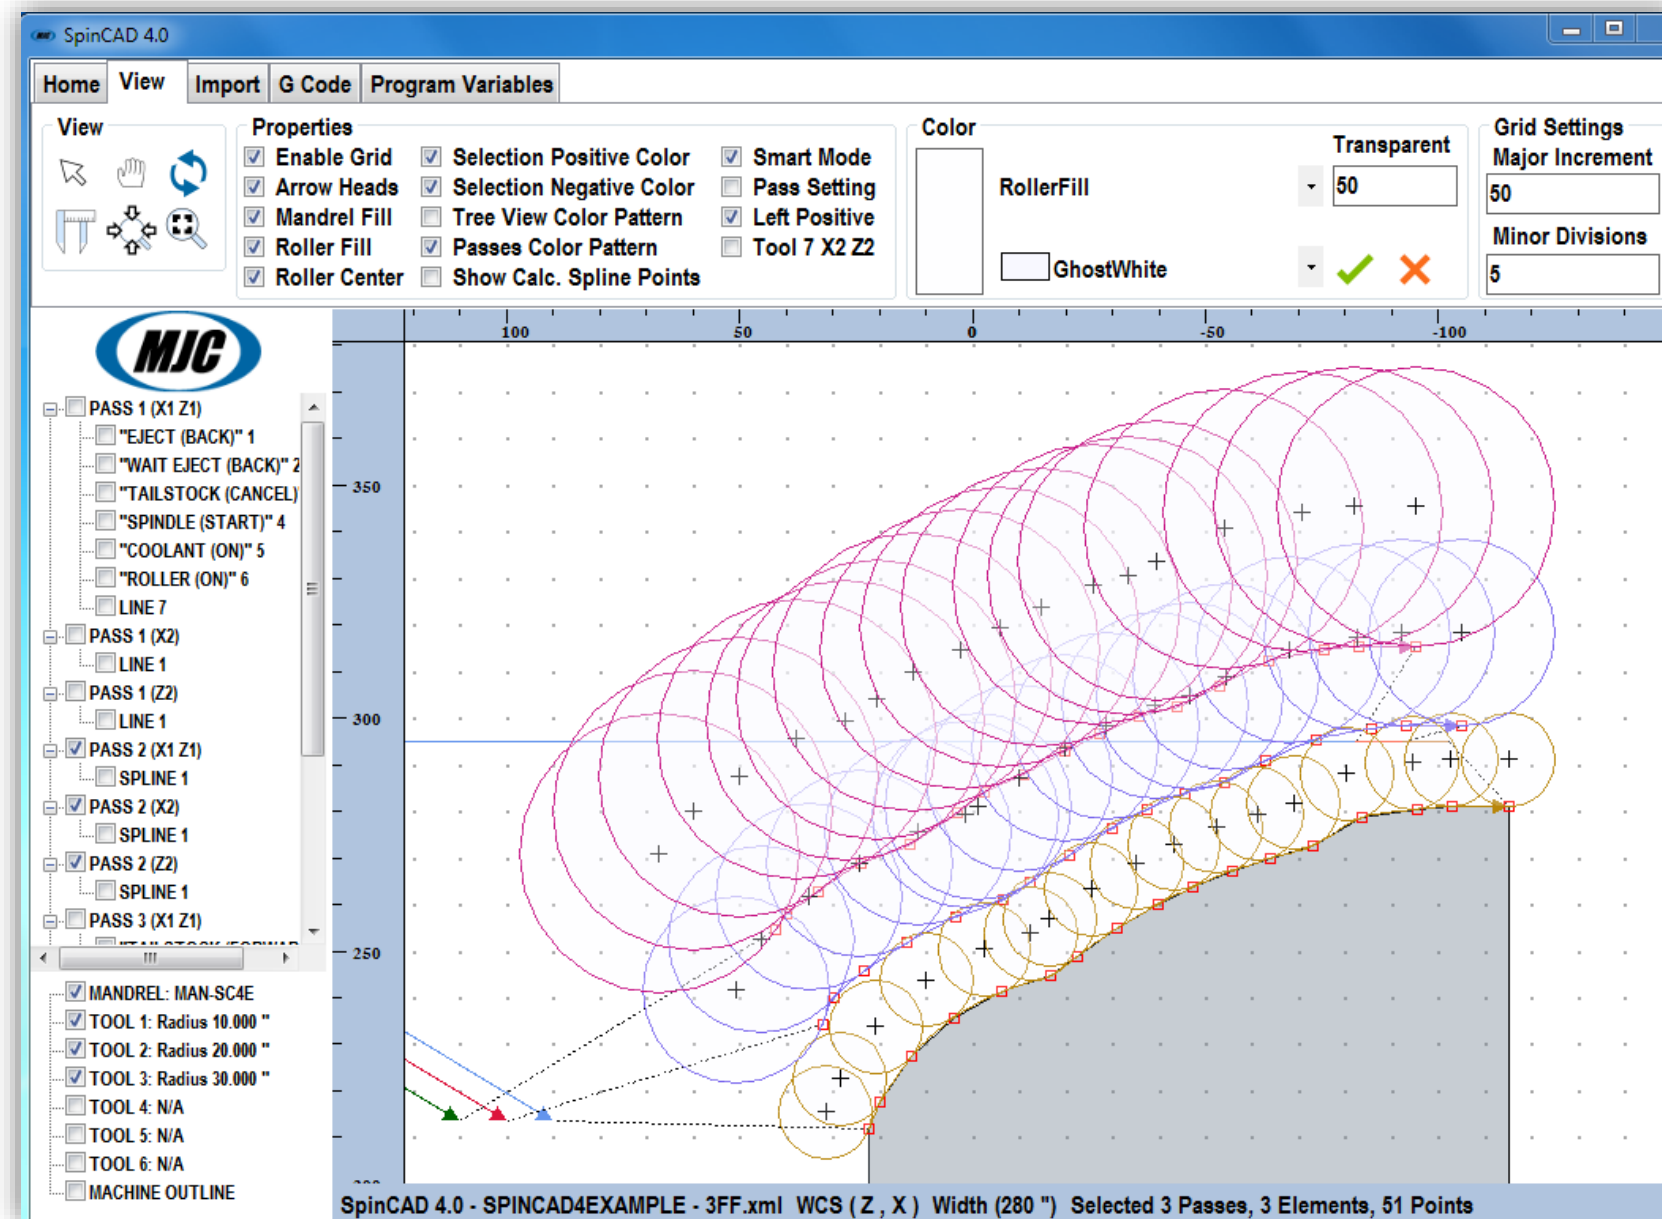 SpinCAD 4.0
Home View Import G Code Program Variables
View
Properties
Enable Grid
Arrow Heads
Mandrel Fill
Roller Fill
Roller Center
Selection Positive Color
Selection Negative Color
Tree View Color Pattern
Passes Color Pattern
Show Calc. Spline Points
Smart Mode
Pass Setting
Left Positive
Tool 7 X2 Z2
Color
RollerFill
GhostWhite
Transparent
50
Grid Settings
Major Increment
50
Minor Divisions
5
MJC
PASS 1 (X1 Z1)
"EJECT (BACK)" 1
"WAIT EJECT (BACK)" 2
"TAILSTOCK (CANCEL)"
"SPINDLE (START)" 4
"COOLANT (ON)" 5
"ROLLER (ON)" 6
LINE 7
PASS 1 (X2)
LINE 1
PASS 1 (Z2)
LINE 1
PASS 2 (X1 Z1)
SPLINE 1
PASS 2 (X2)
SPLINE 1
PASS 2 (Z2)
SPLINE 1
PASS 3 (X1 Z1)
MANDREL: MAN-SC4E
TOOL 1: Radius 10.000 "
TOOL 2: Radius 20.000 "
TOOL 3: Radius 30.000 "
TOOL 4: N/A
TOOL 5: N/A
TOOL 6: N/A
MACHINE OUTLINE
100 50 0 -50 -100
350
300
250
SpinCAD 4.0 - SPINCAD4EXAMPLE - 3FF.xml WCS ( Z , X ) Width (280 ") Selected 3 Passes, 3 Elements, 51 Points